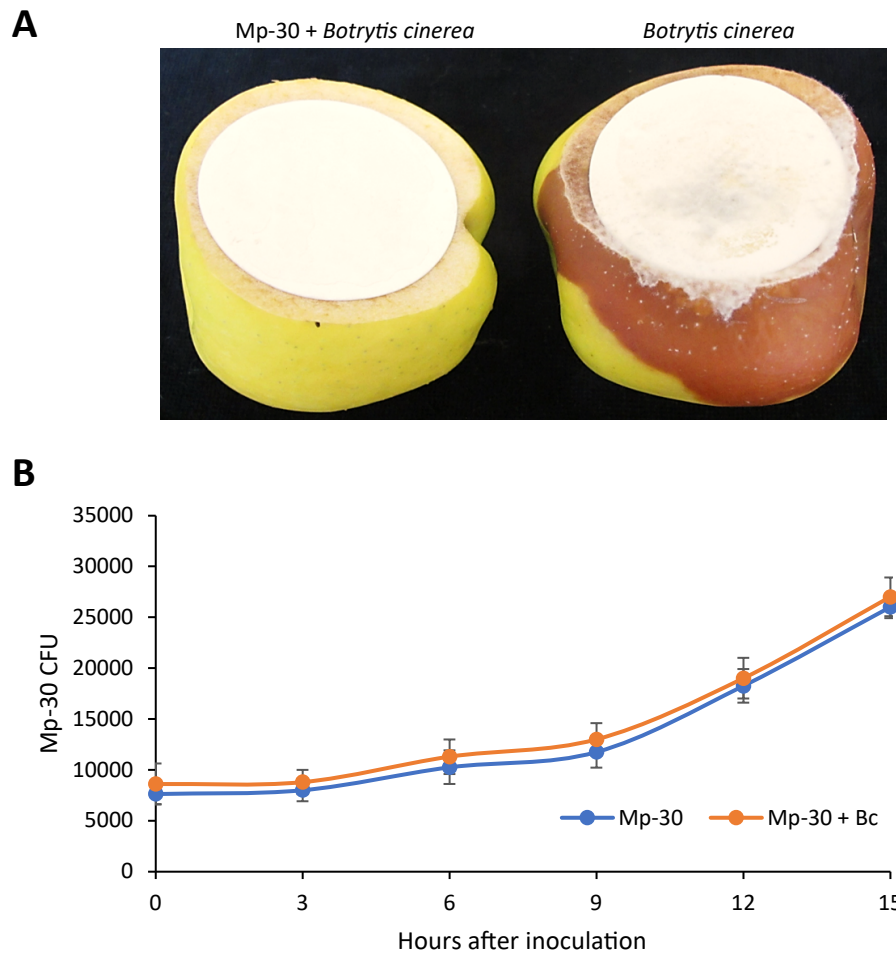 A
Mp-30 + Botrytis cinerea
Botrytis cinerea
B
35000
30000
25000
20000
15000
10000
5000
0
Mp-30 CFU
Mp-30
Mp-30 + Bc
0 3 6 9 12 15
Hours after inoculation